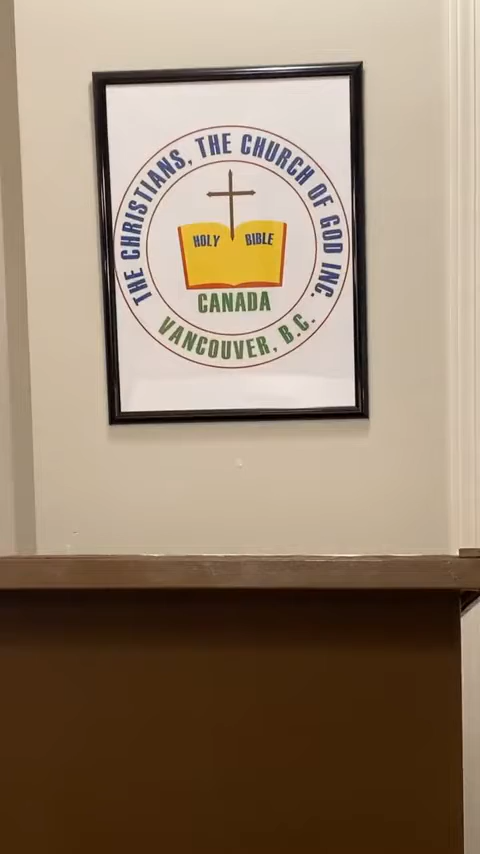 THE CHRISTIANS, THE CHURCH OF GOD INC.
HOLY BIBLE
CANADA
VANCOUVER, B.C.